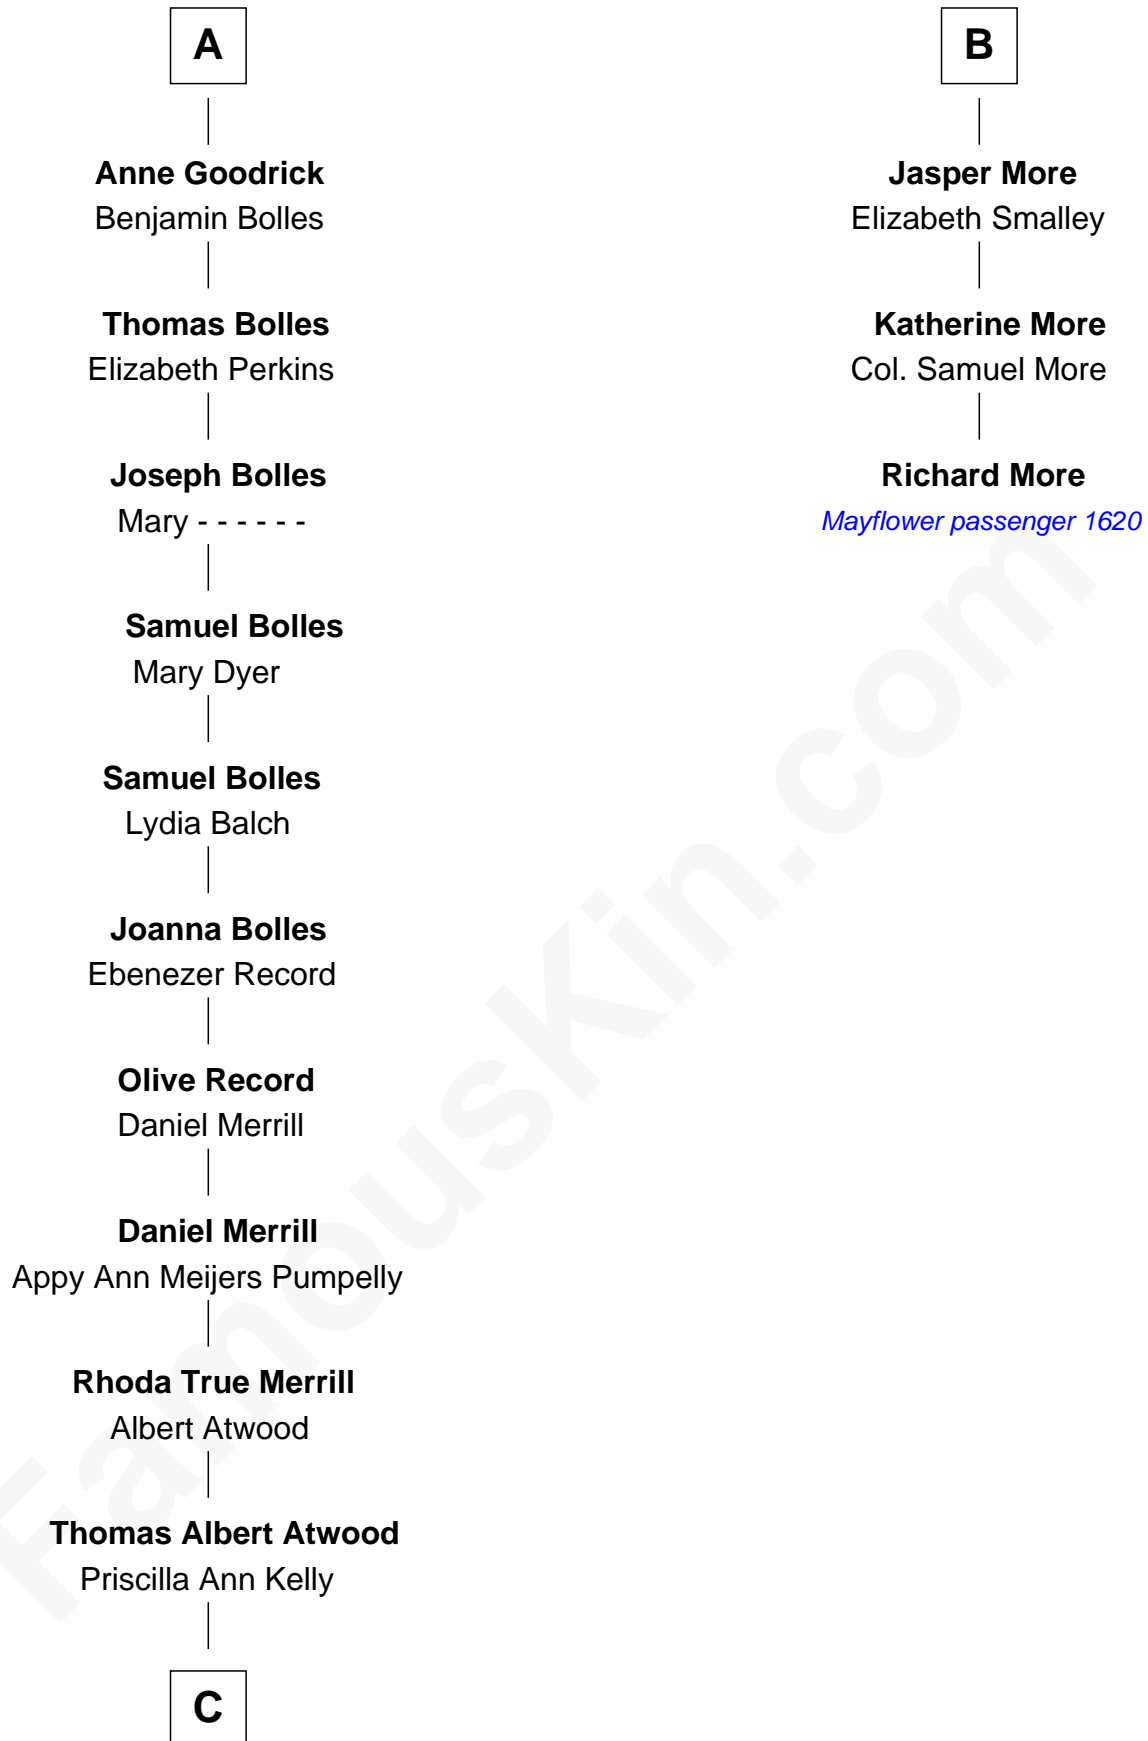 A
Anne Goodrick
Benjamin Bolles
Thomas Bolles
Elizabeth Perkins
Joseph Bolles
Mary - - - - - -
Samuel Bolles
Mary Dyer
Samuel Bolles
Lydia Balch
Joanna Bolles
Ebenezer Record
Olive Record
Daniel Merrill
Daniel Merrill
Appy Ann Meijers Pumpelly
Rhoda True Merrill
Albert Atwood
Thomas Albert Atwood
Priscilla Ann Kelly
C
B
Jasper More
Elizabeth Smalley
Katherine More
Col. Samuel More
Richard More
Mayflower passenger 1620
FamousKin.com